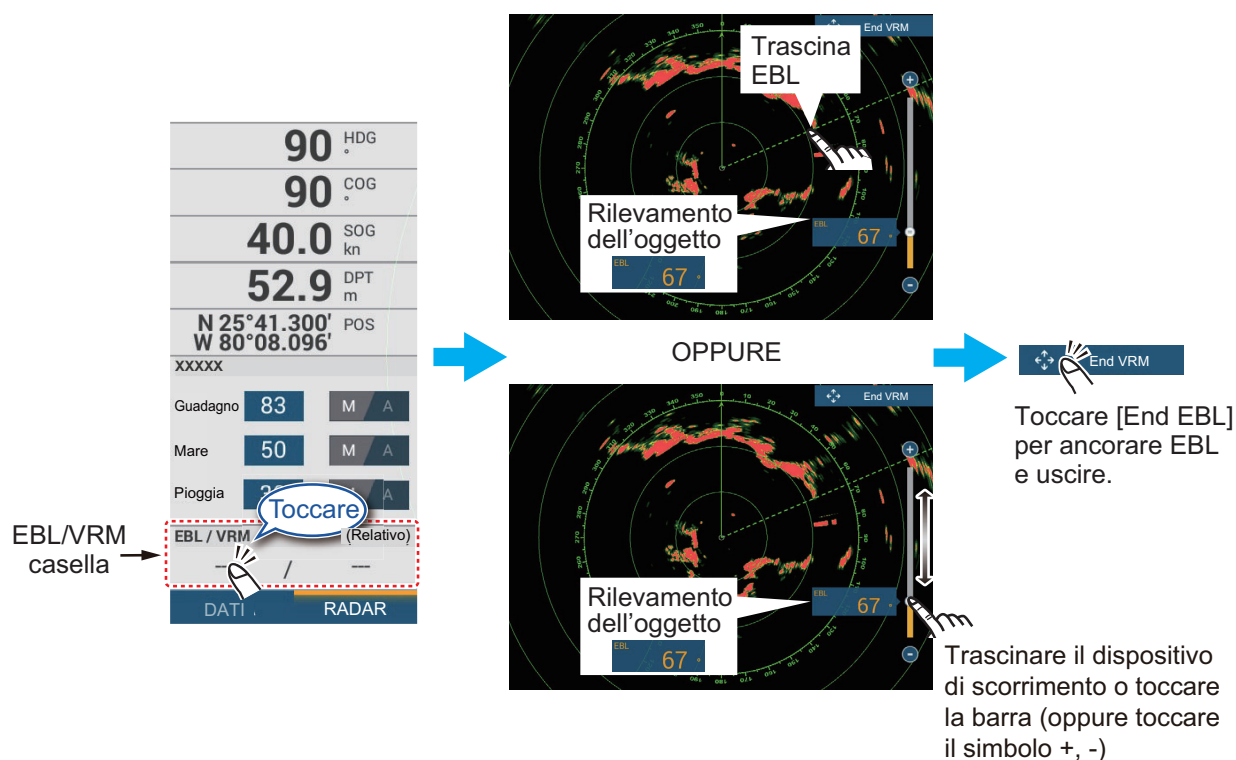 90 HDG
°
90 COG
°
40.0 SOG
kn
52.9 DPT
m
N 25°41.300' POS
W 80°08.096'
XXXXX
Guadagno 83 M A
Mare 50 M A
Pioggia A
Toccare
EBL / VRM (Relativo)
-- / ---
DATI RADAR
EBL/VRM
casella
End VRM
Trascina
EBL
Rilevamento
dell'oggetto
EBL
67 °
EBL
67 °
OPPURE
End VRM
Rilevamento
dell'oggetto
EBL
67 °
EBL
67 °
Trascinare il dispositivo
di scorrimento o toccare
la barra (oppure toccare
il simbolo +, -)
End VRM
Toccare [End EBL]
per ancorare EBL
e uscire.